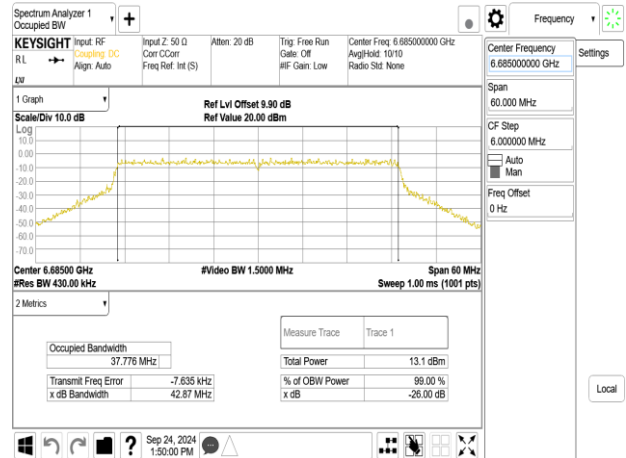 Spectrum Analyzer 1
Occupied BW
KEYSIGHT
RL
LXI
Input: RF
Coupling: DC
Align: Auto
Input Z: 50 Ω
Corr CCorr
Freq Ref: Int (S)
Atten: 20 dB
Trig: Free Run
Gate: Off
#IF Gain: Low
Center Freq: 6.685000000 GHz
Avg|Hold: 10/10
Radio Std: None
1 Graph
Scale/Div 10.0 dB
Ref Lvl Offset 9.90 dB
Ref Value 20.00 dBm
Log
10.0
0.00
-10.0
-20.0
-30.0
-40.0
-50.0
-60.0
-70.0
Center 6.68500 GHz
#Video BW 1.5000 MHz
Span 60 MHz
#Res BW 430.00 kHz
Sweep 1.00 ms (1001 pts)
2 Metrics
Measure Trace Trace 1
Occupied Bandwidth
37.776 MHz
Total Power 13.1 dBm
Transmit Freq Error -7.635 kHz
% of OBW Power 99.00 %
x dB Bandwidth 42.87 MHz
x dB -26.00 dB
?
Sep 24, 2024
1:50:00 PM
Frequency
Center Frequency
6.685000000 GHz
Settings
Span
60.000 MHz
CF Step
6.000000 MHz
Auto
Man
Freq Offset
0 Hz
Local